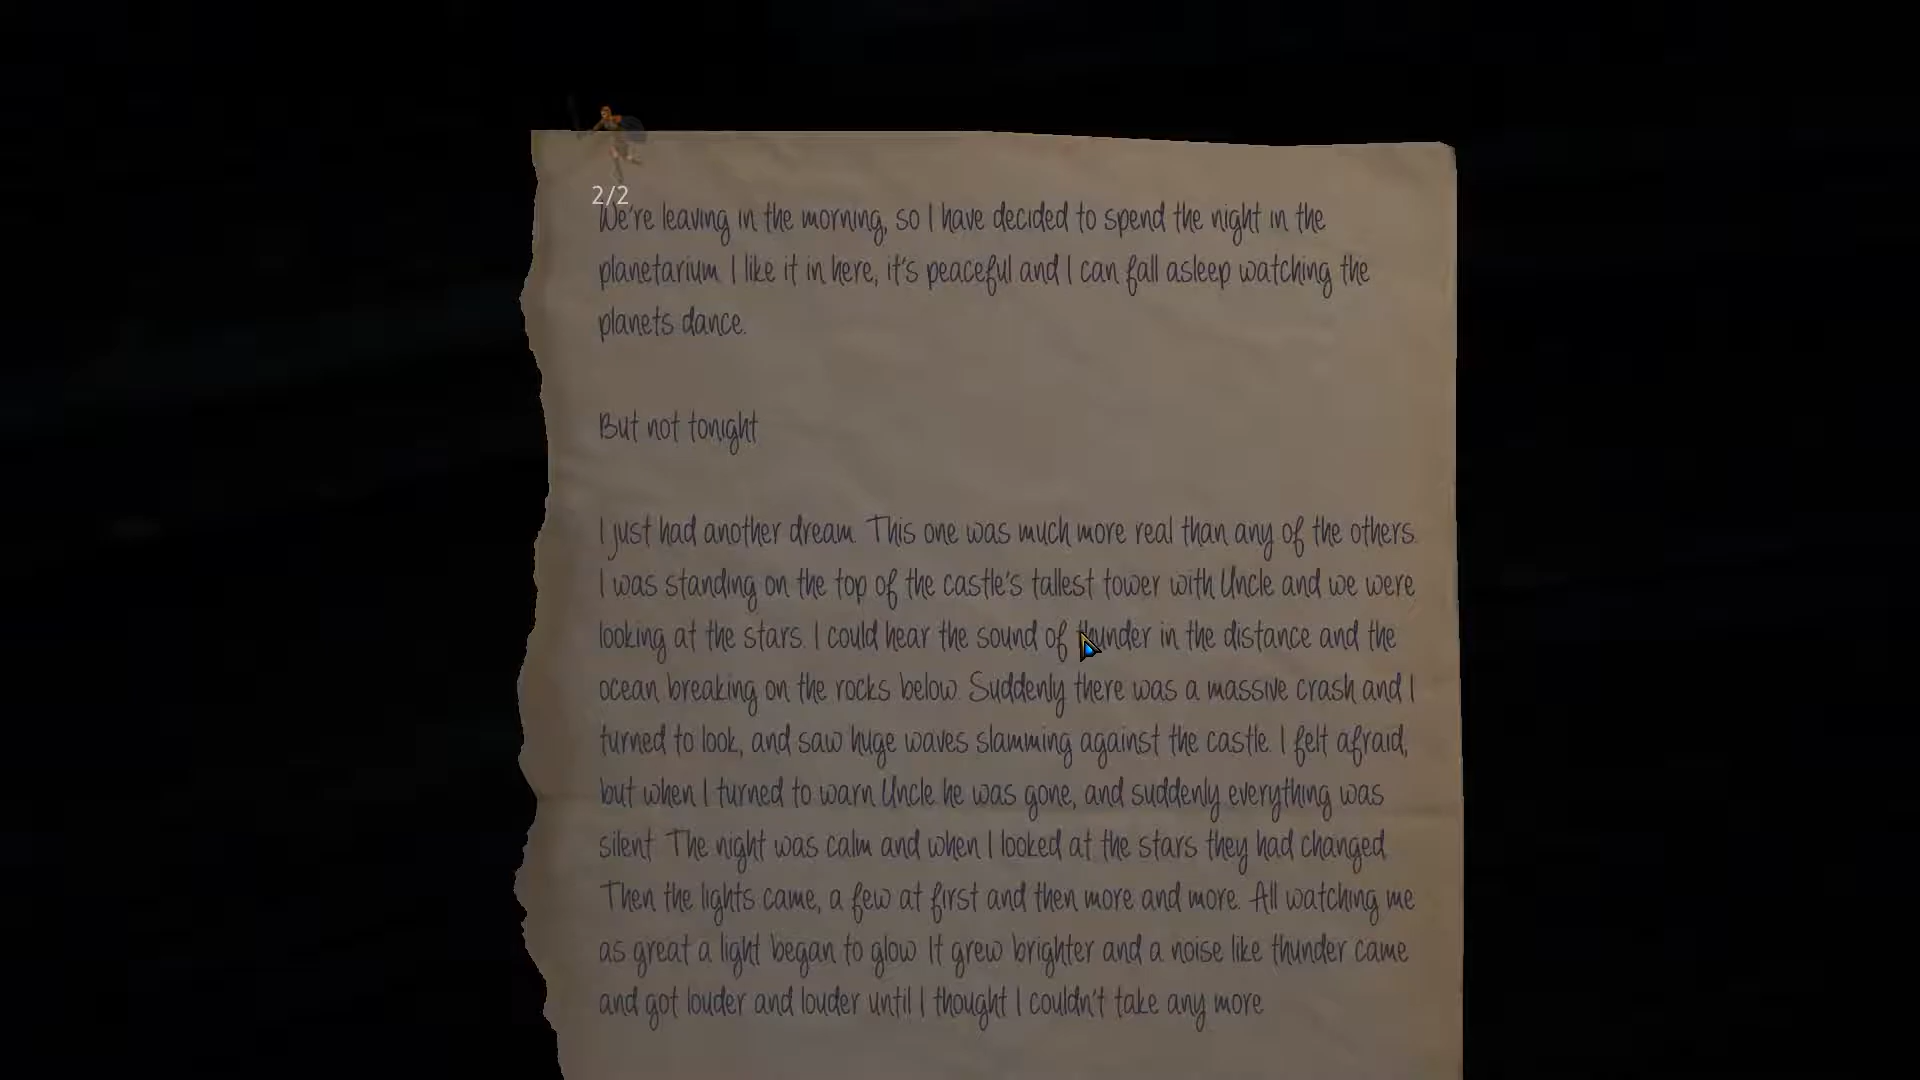 2/2
We're leaving in the morning, so I have decided to spend the night in the
planetarium. I like it in here, it's peaceful and I can fall asleep watching the
planets dance.
But not tonight
I just had another dream. This one was much more real than any of the others.
I was standing on the top of the castle's tallest tower with Uncle and we were
looking at the stars. I could hear the sound of thunder in the distance and the
ocean breaking on the rocks below. Suddenly there was a massive crash and I
turned to look, and saw huge waves slamming against the castle. I felt afraid,
but when I turned to warn Uncle he was gone, and suddenly everything was
silent. The night was calm and when I looked at the stars they had changed.
Then the lights came, a few at first and then more and more. All watching me
as great a light began to glow. It grew brighter and a noise like thunder came
and got louder and louder until I thought I couldn't take any more.